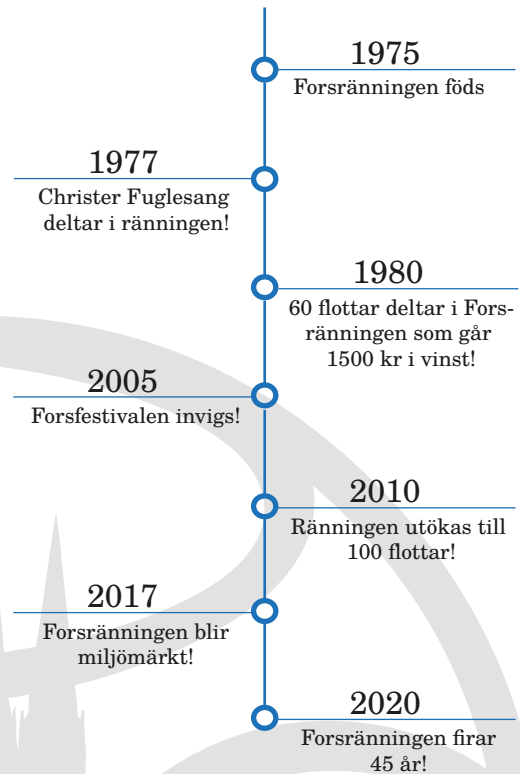 1975
Forsränningen föds
1977
Christer Fuglesang
deltar i ränningen!
1980
60 flottar deltar i Fors-
ränningen som går
1500 kr i vinst!
2005
Forsfestivalen invigs!
2010
Ränningen utökas till
100 flottar!
2017
Forsränningen blir
miljömärkt!
2020
Forsränningen firar
45 år!